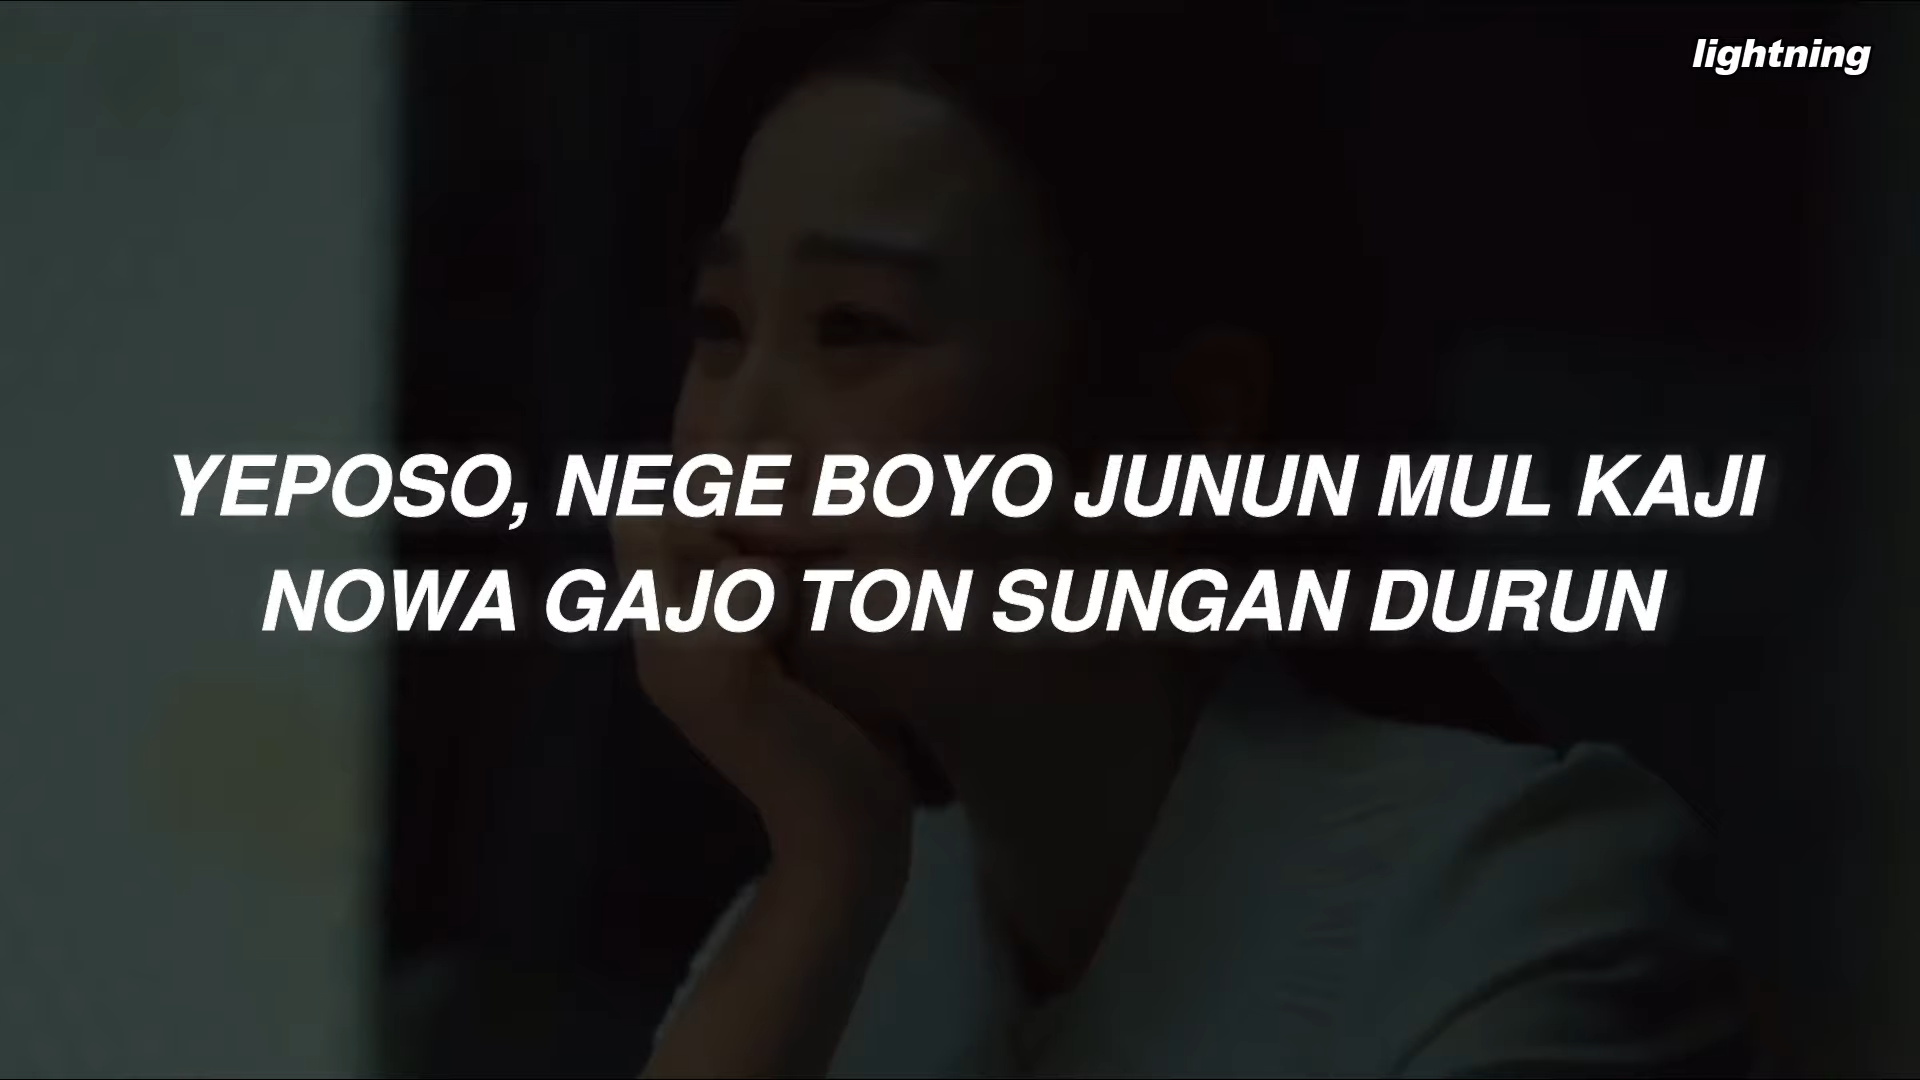 lightning
YEPOSO, NEGE BOYO JUNUN MUL KAJI
NOWA GAJO TON SUNGAN DURUN